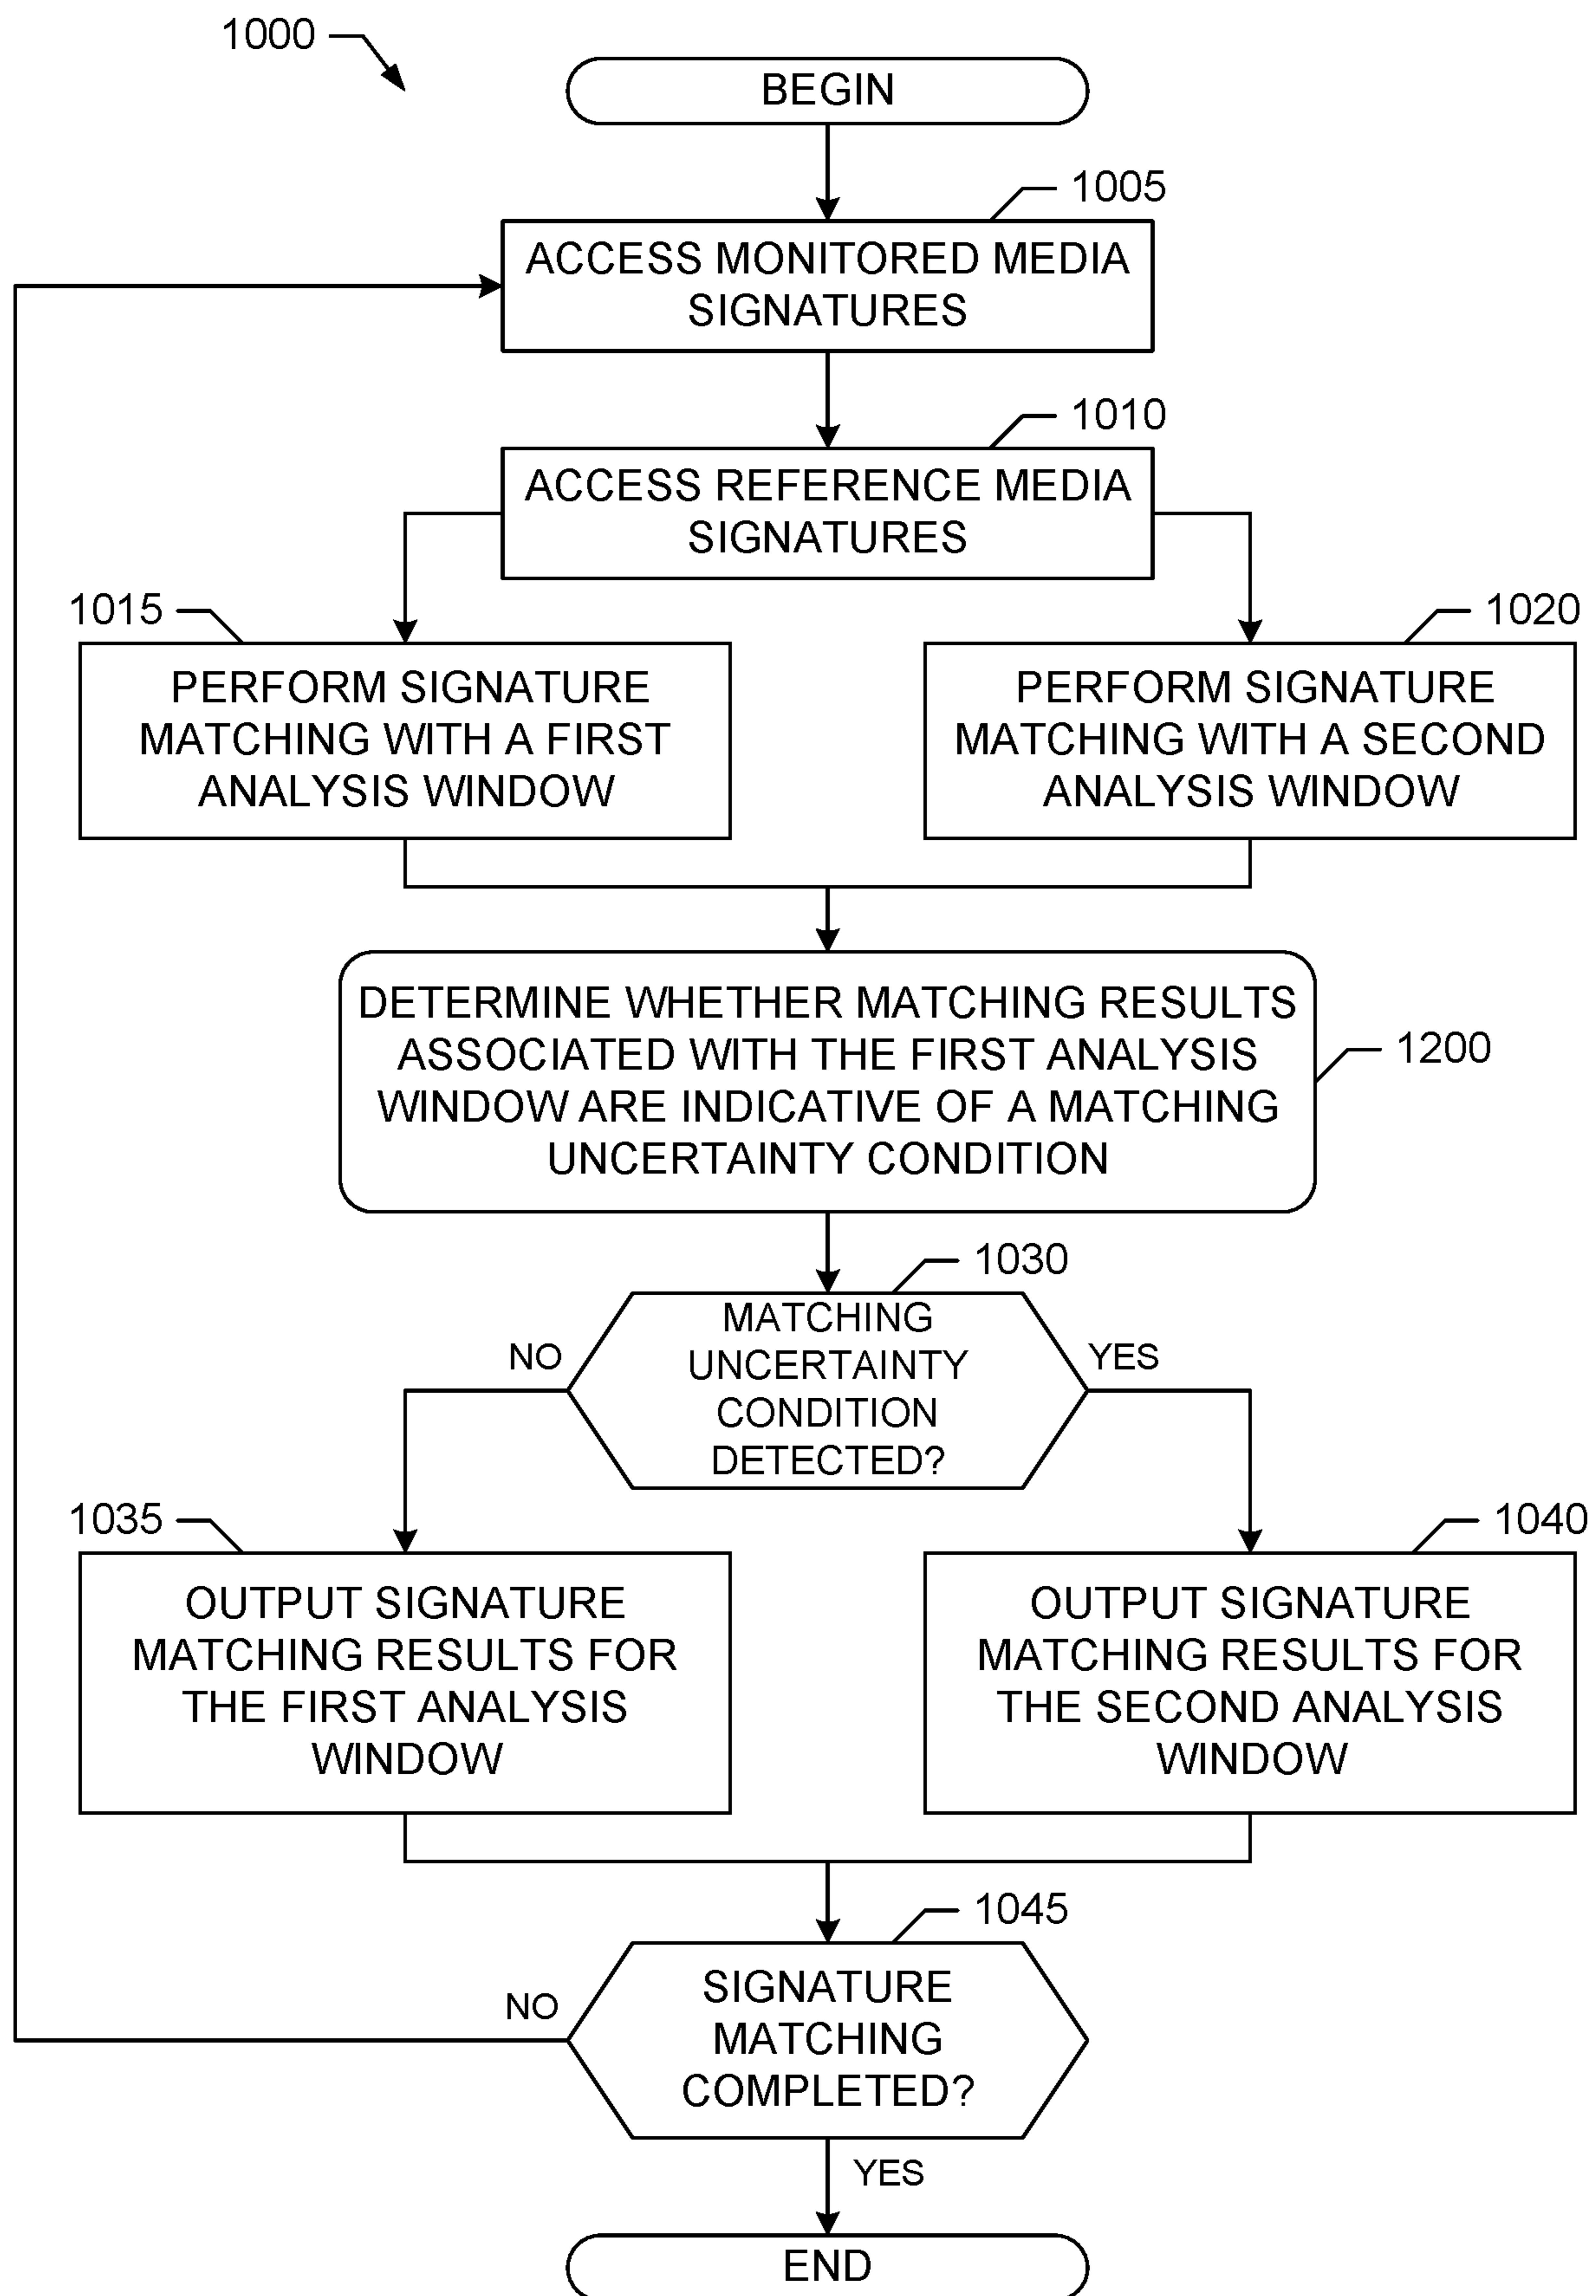 1000
BEGIN
1005
ACCESS MONITORED MEDIA
SIGNATURES
1010
ACCESS REFERENCE MEDIA
SIGNATURES
1015
PERFORM SIGNATURE
MATCHING WITH A FIRST
ANALYSIS WINDOW
1020
PERFORM SIGNATURE
MATCHING WITH A SECOND
ANALYSIS WINDOW
DETERMINE WHETHER MATCHING RESULTS
ASSOCIATED WITH THE FIRST ANALYSIS
WINDOW ARE INDICATIVE OF A MATCHING
UNCERTAINTY CONDITION
1200
1030
MATCHING
UNCERTAINTY
CONDITION
DETECTED?
NO
YES
1035
OUTPUT SIGNATURE
MATCHING RESULTS FOR
THE FIRST ANALYSIS
WINDOW
1040
OUTPUT SIGNATURE
MATCHING RESULTS FOR
THE SECOND ANALYSIS
WINDOW
1045
SIGNATURE
MATCHING
COMPLETED?
NO
YES
END